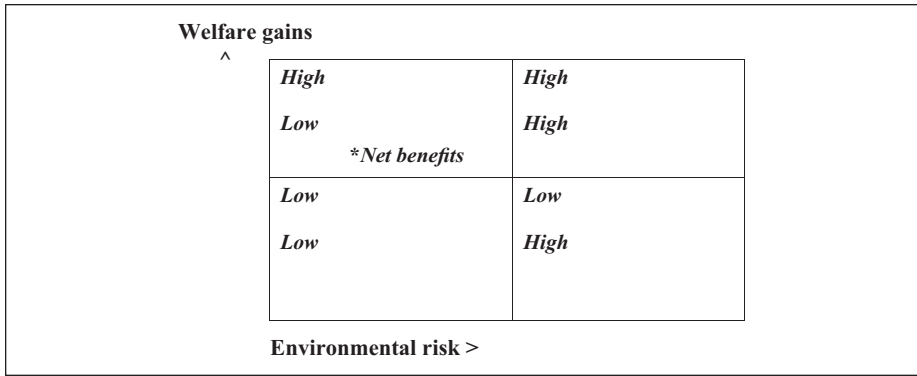 Welfare gains
^
High High
Low High
*Net benefits
Low Low
Low High
Environmental risk >